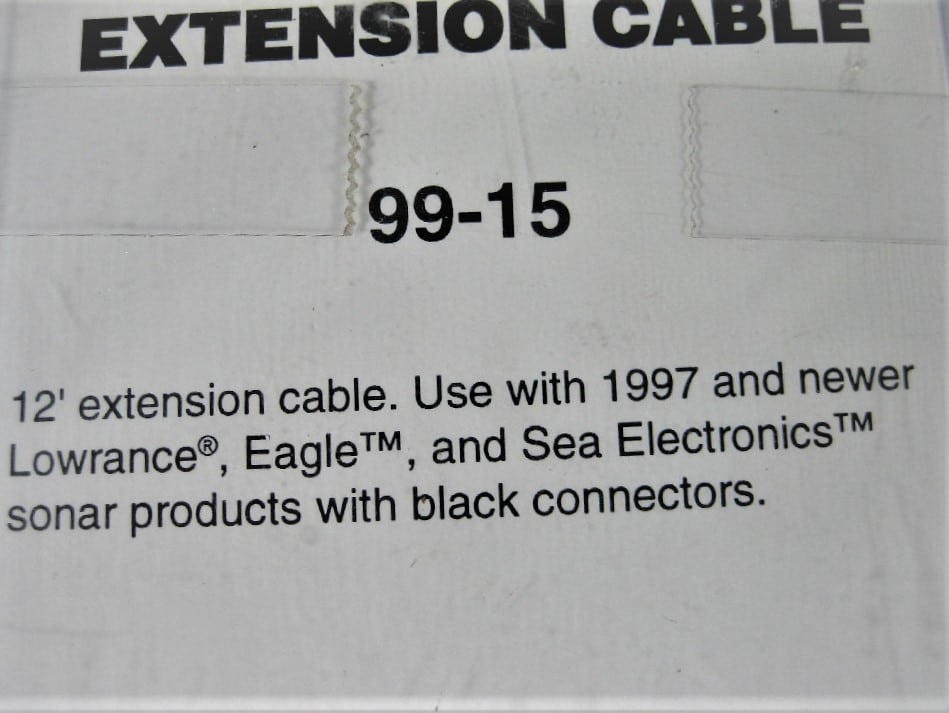 EXTENSION CABLE
99-15
12' extension cable. Use with 1997 and newer
Lowrance®, Eagle™, and Sea Electronics™
sonar products with black connectors.